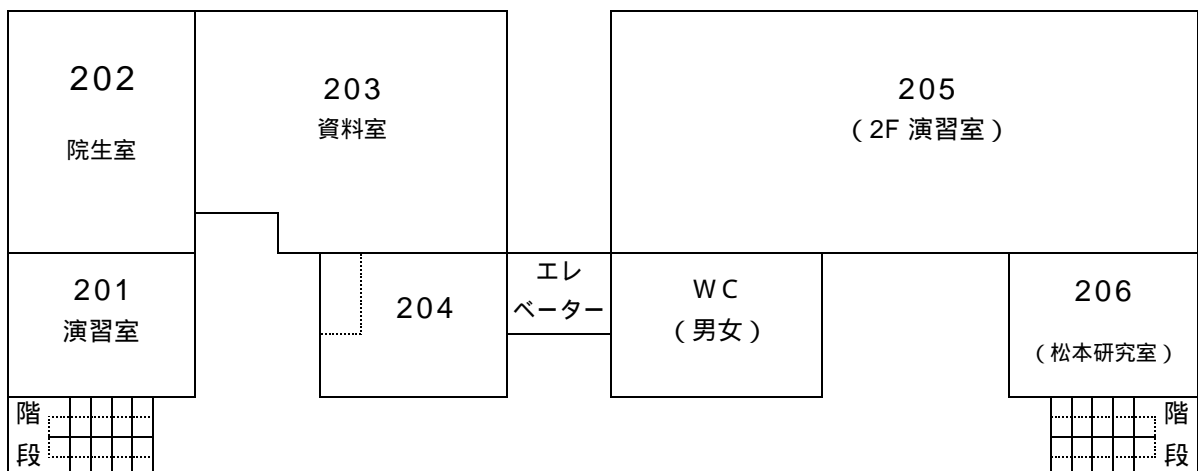 202
院生室
203
資料室
205
（2F 演習室）
201
演習室
204
エレ
ベーター
WC
（男女）
206
（松本研究室）
階
段
階
段